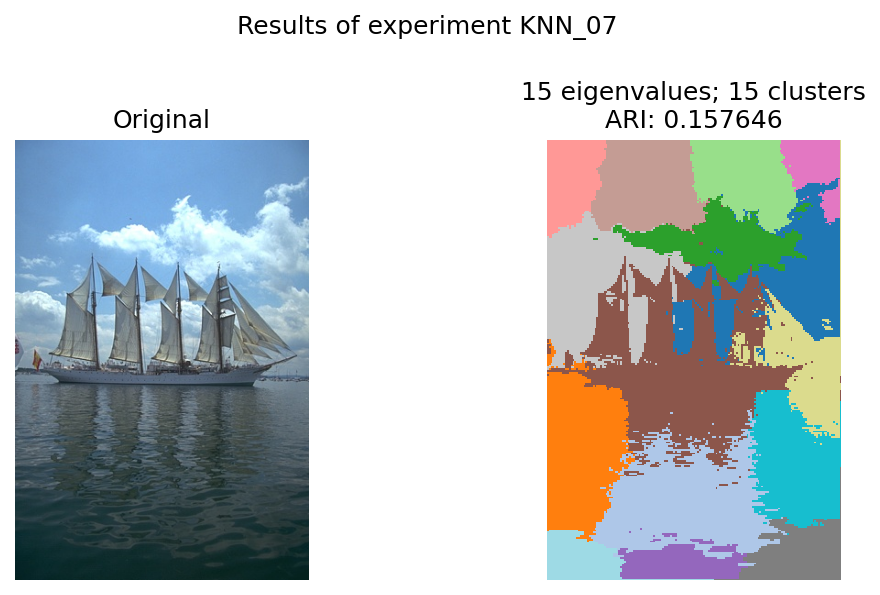 Results of experiment KNN_07
Original
15 eigenvalues; 15 clusters
ARI: 0.157646